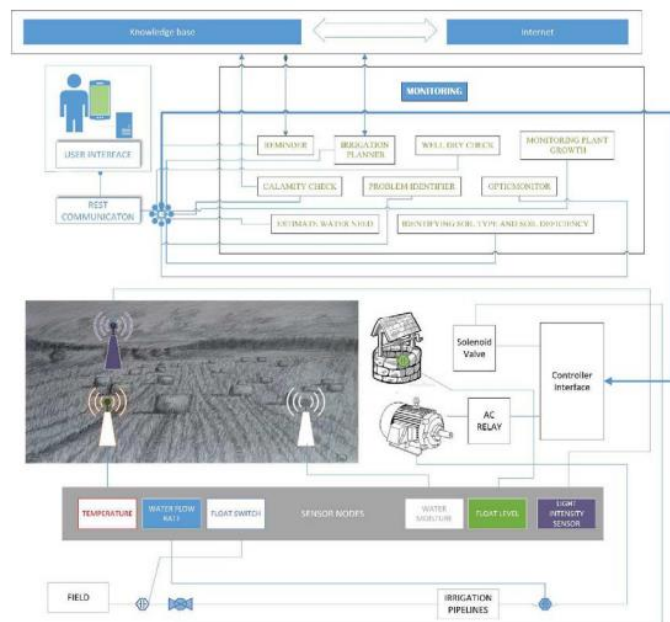 Knowledge base
Internet
MONITORING
USER INTERFACE
REST
COMMUNICATON
REMINDER
IRRIGATION
PLANNER
WELL DRY CHECK
MONITORING PLANT
GROWTH
CALAMITY CHECK
PROBLEM IDENTIFIER
OPTICMONITOR
ESTIMATE WATER NEED
IDENTIFYING SOIL TYPE AND SOIL DEFICIENCY
Solenoid
Valve
Controller
Interface
AC
RELAY
TEMPERATURE
WATER FLOW
RATE
FLOAT SWITCH
SENSOR NODES
WATER
MOISTURE
FLOAT LEVEL
LIGHT
INTENSITY
SENSOR
FIELD
IRRIGATION
PIPELINES